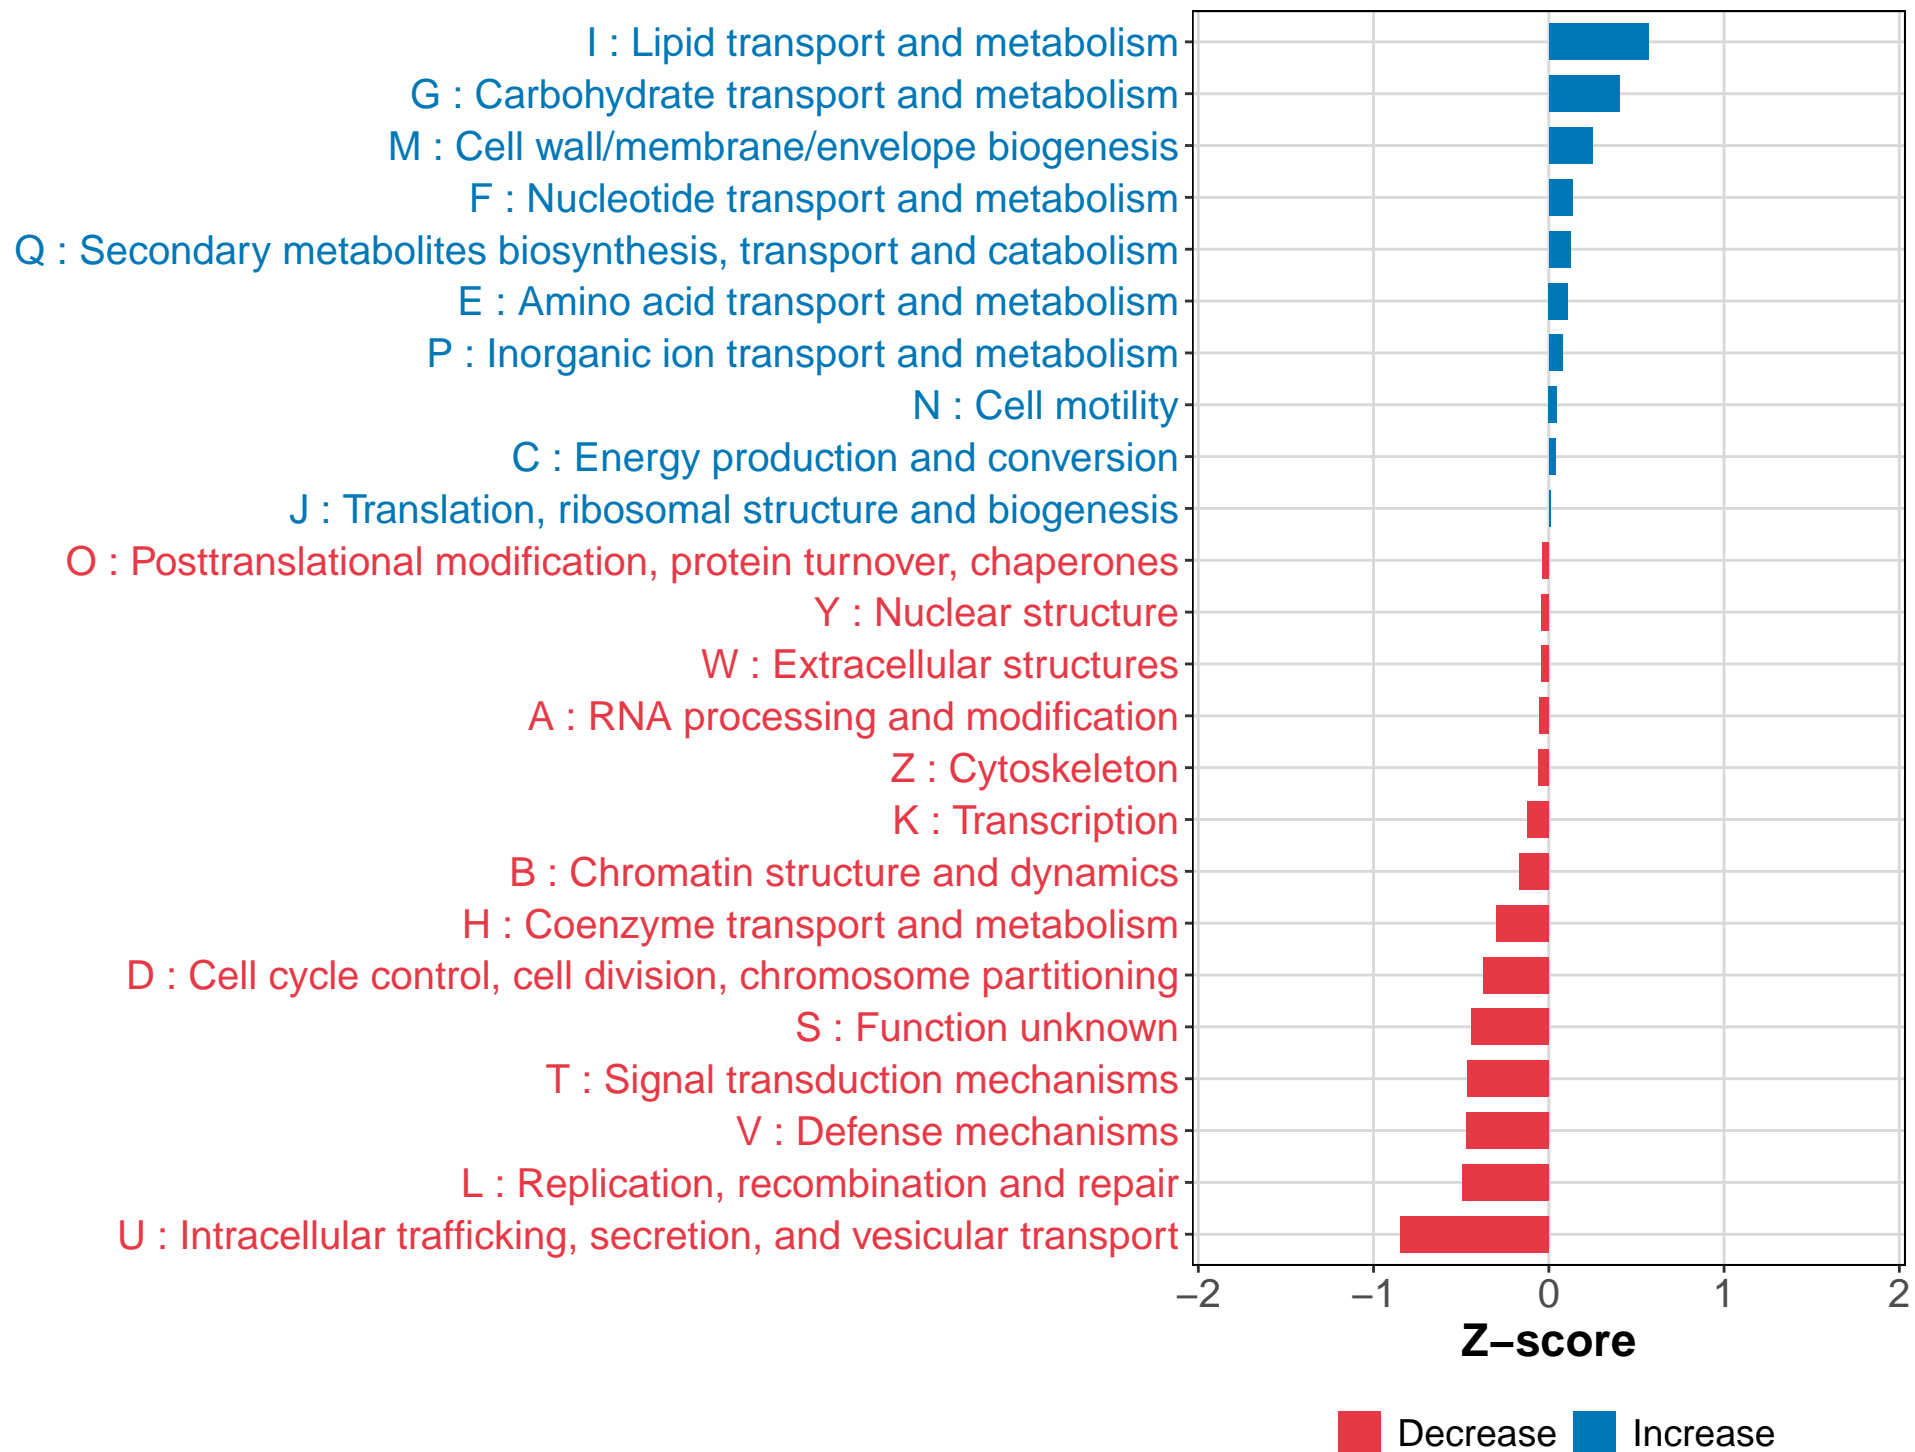 I : Lipid transport and metabolism
G : Carbohydrate transport and metabolism
M : Cell wall/membrane/envelope biogenesis
F : Nucleotide transport and metabolism
Q : Secondary metabolites biosynthesis, transport and catabolism
E : Amino acid transport and metabolism
P : Inorganic ion transport and metabolism
N : Cell motility
C : Energy production and conversion
J : Translation, ribosomal structure and biogenesis
O : Posttranslational modification, protein turnover, chaperones
Y : Nuclear structure
W : Extracellular structures
A : RNA processing and modification
Z : Cytoskeleton
K : Transcription
B : Chromatin structure and dynamics
H : Coenzyme transport and metabolism
D : Cell cycle control, cell division, chromosome partitioning
S : Function unknown
T : Signal transduction mechanisms
V : Defense mechanisms
L : Replication, recombination and repair
U : Intracellular trafficking, secretion, and vesicular transport
−2 −1 0 1 2
Z−score
Decrease Increase